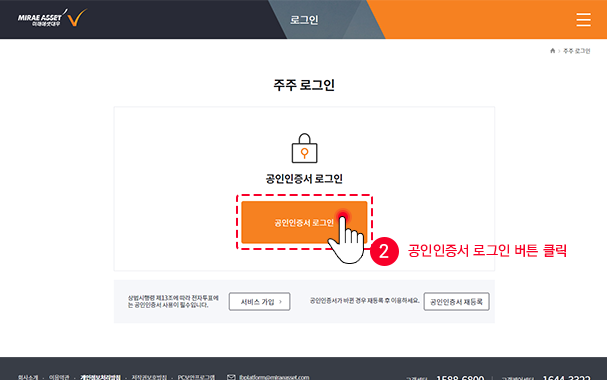 MIRAE ASSET
미래에셋대우
로그인
주주 로그인
주주 로그인
공인인증서 로그인
공인인증서 로그인
2 공인인증서 로그인 버튼 클릭
상법시행령 제13조에 따라 전자투표에
는 공인인증서 사용이 필수입니다.
서비스 가입 >
공인인증서가 바뀐 경우 재등록 후 이용하세요.
공인인증서 재등록
회사소개 · 이용약관 · 개인정보처리방침 · 저작권보호방침 · PC보안프로그램
ibplatform@miraeasset.com
고객센터 1588-6800
1644-3322